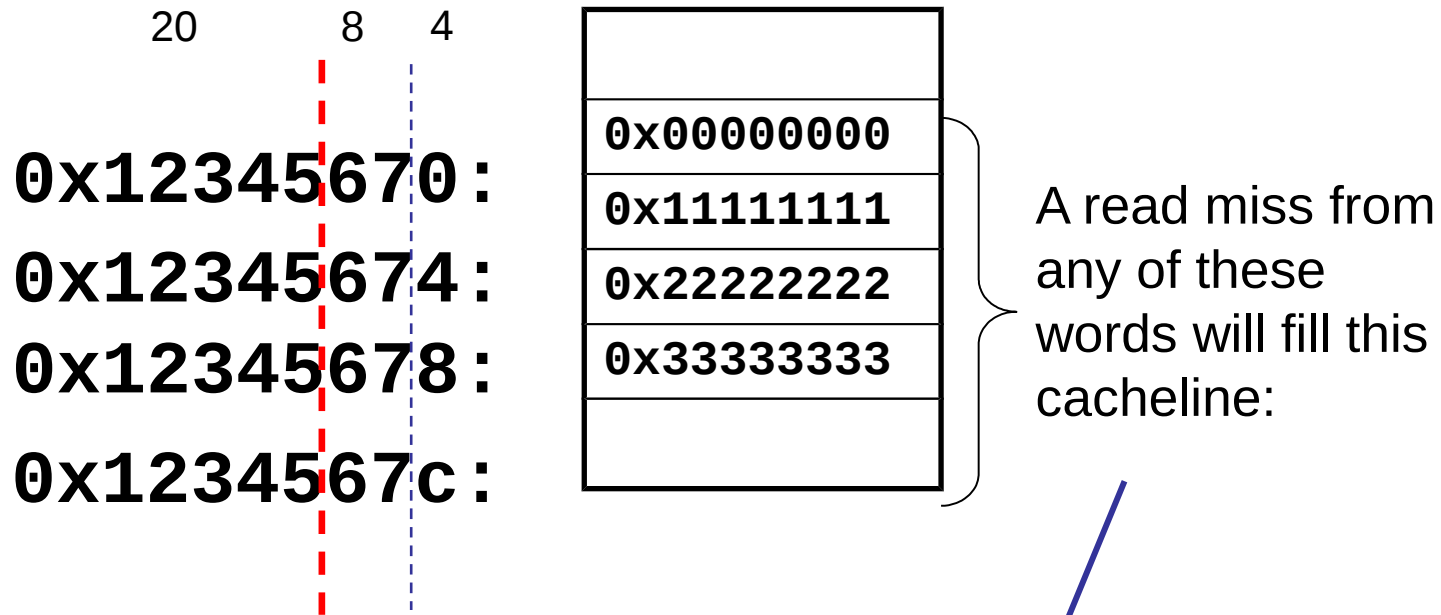 20 8 4
0x12345670:
0x12345674:
0x12345678:
0x1234567c:
0x00000000
0x11111111
0x22222222
0x33333333
A read miss from
any of these
words will fill this
cacheline: